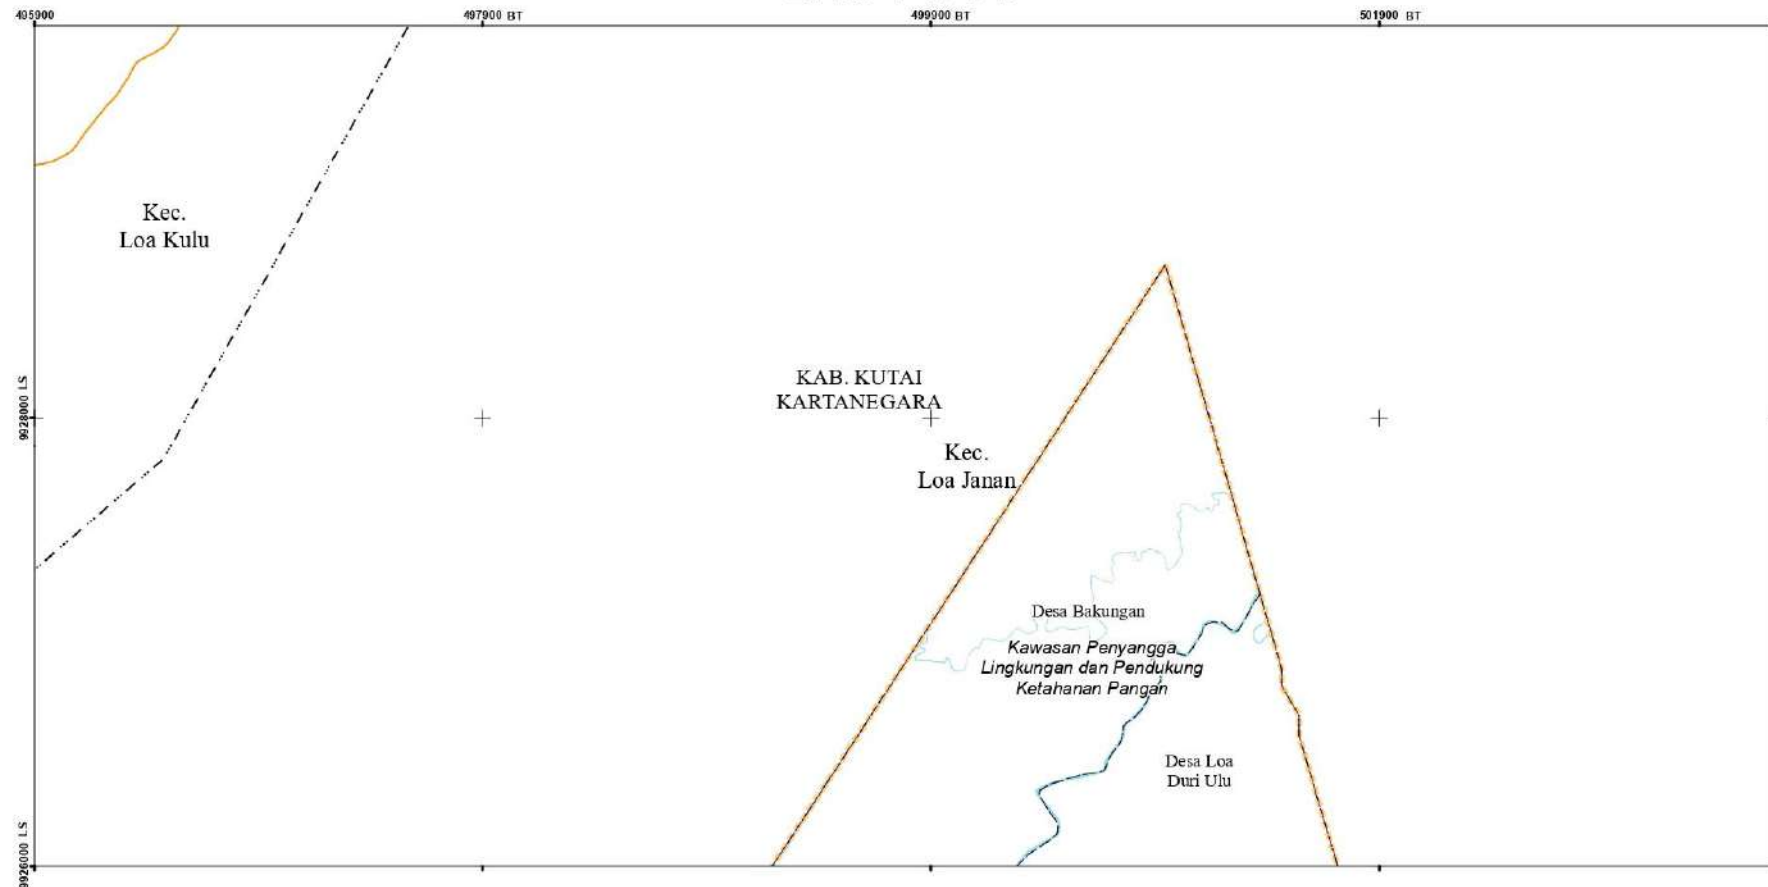 495900
497900 BT
499900 BT
501900 BT
Kec.
Loa Kulu
KAB. KUTAI
KARTANEGARA
9928000 LS
Kec.
Loa Janan
Desa Bakungan
Kawasan Penyangga
Lingkungan dan Pendukung
Ketahanan Pangan
Desa Loa
Duri Ulu
9926000 LS